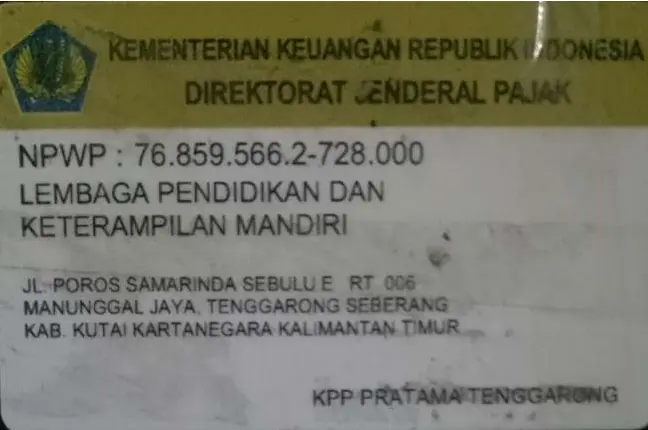 KEMENTERIAN KEUANGAN REPUBLIK INDONESIA
DIREKTORAT JENDERAL PAJAK
NPWP : 76.859.566.2-728.000
LEMBAGA PENDIDIKAN DAN
KETERAMPILAN MANDIRI
JL. POROS SAMARINDA SEBULU E RT 006
MANUNGGAL JAYA, TENGGARONG SEBERANG
KAB. KUTAI KARTANEGARA KALIMANTAN TIMUR
KPP PRATAMA TENGGARONG